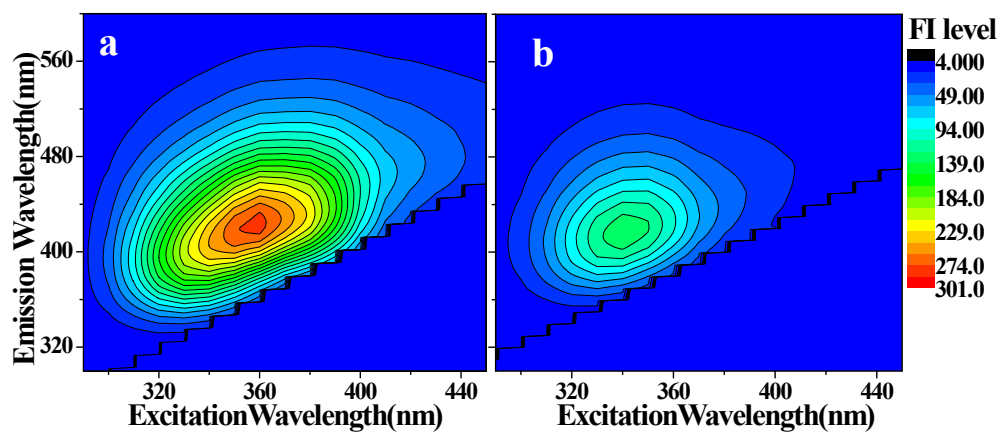 a
b
FI level
4.000
49.00
94.00
139.0
184.0
229.0
274.0
301.0
Emission Wavelength(nm)
560
480
400
320
320 360 400 440
320 360 400 440
ExcitationWavelength(nm)
ExcitationWavelength(nm)